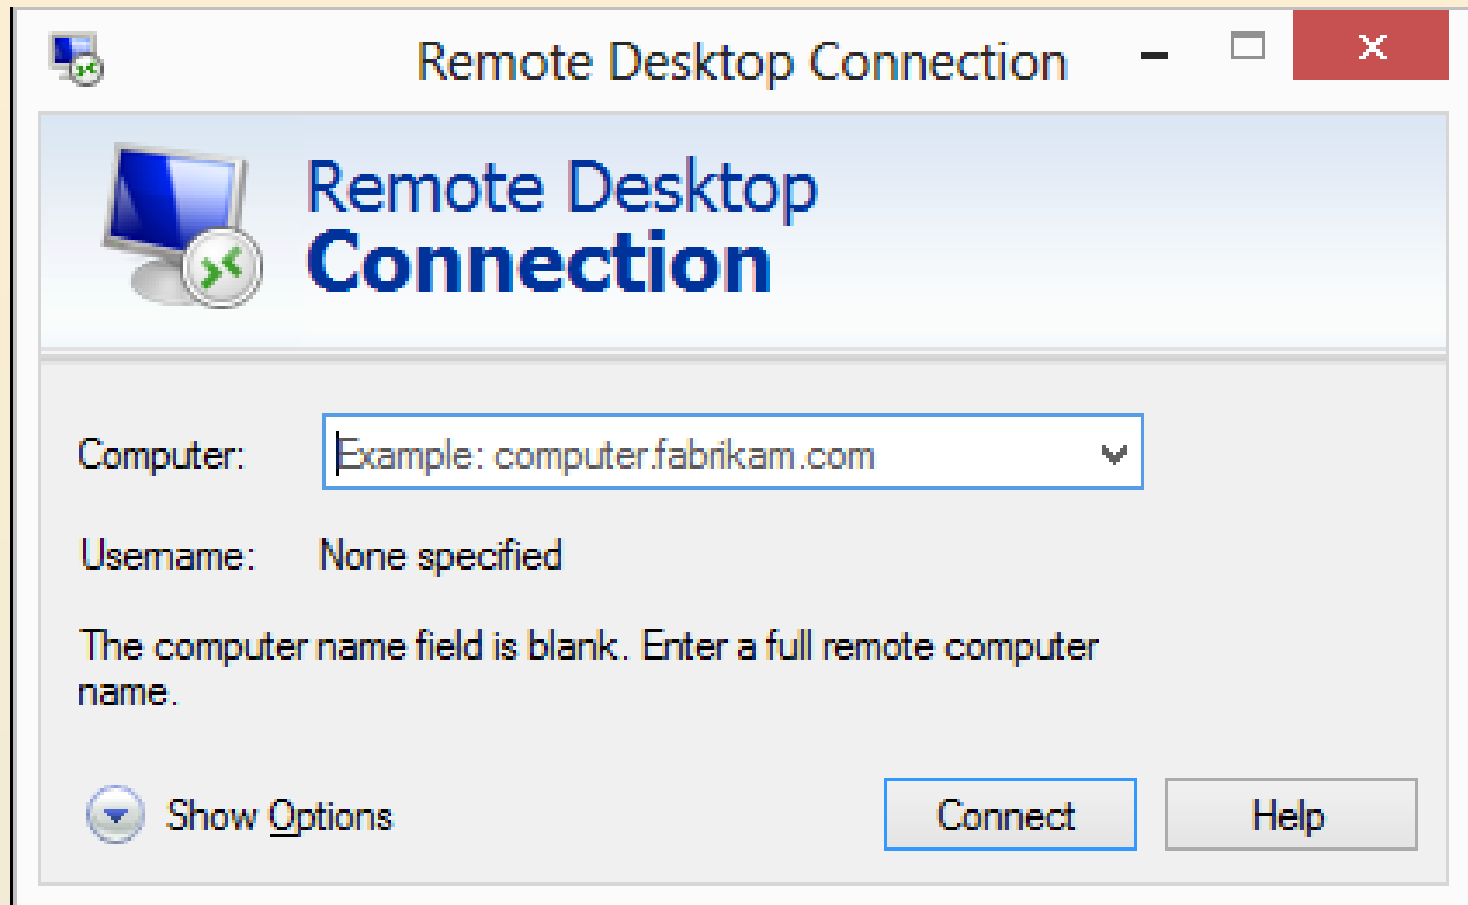 Remote Desktop Connection
Remote Desktop
Connection
Computer: Example: computer.fabrikam.com
Username: None specified
The computer name field is blank. Enter a full remote computer
name.
Show Options Connect Help